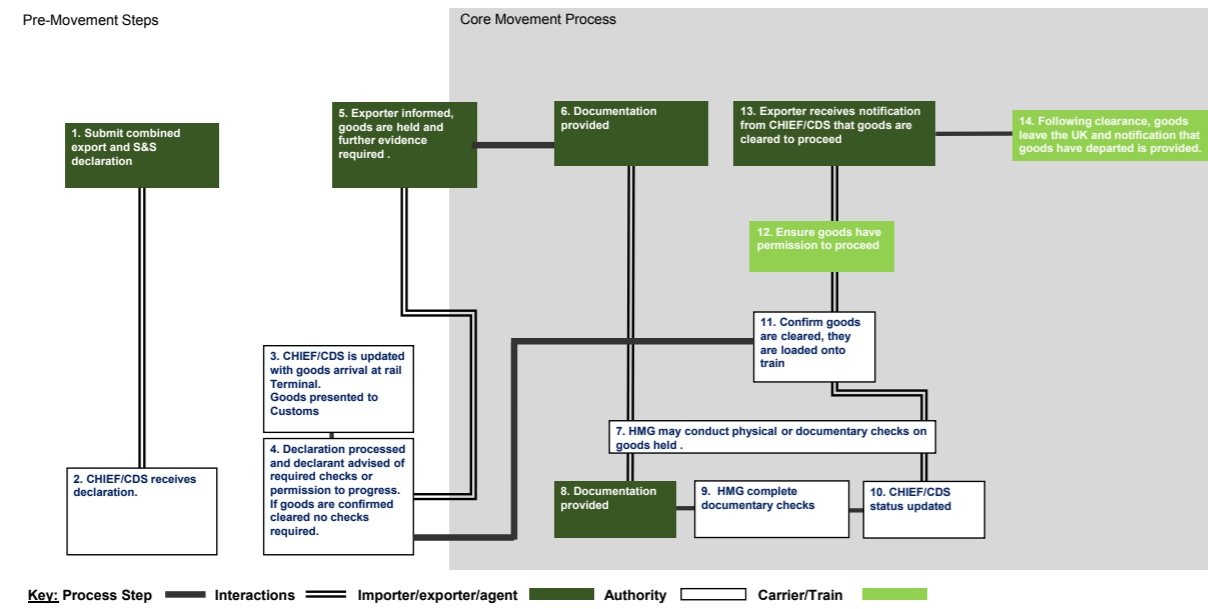 Pre-Movement Steps
Core Movement Process
1. Submit combined
export and S&S
declaration
2. CHIEF/CDS receives
declaration.
3. CHIEF/CDS is updated
with goods arrival at rail
Terminal.
Goods presented to
Customs
4. Declaration processed
and declarant advised of
required checks or
permission to progress.
If goods are confirmed
cleared no checks
required.
5. Exporter informed,
goods are held and
further evidence
required .
6. Documentation
provided
7. HMG may conduct physical or documentary checks on
goods held .
8. Documentation
provided
9. HMG complete
documentary checks
10. CHIEF/CDS
status updated
11. Confirm goods
are cleared, they
are loaded onto
train
12. Ensure goods have
permission to proceed
13. Exporter receives notification
from CHIEF/CDS that goods are
cleared to proceed
14. Following clearance, goods
leave the UK and notification that
goods have departed is provided.
Key: Process Step Interactions Importer/exporter/agent Authority Carrier/Train